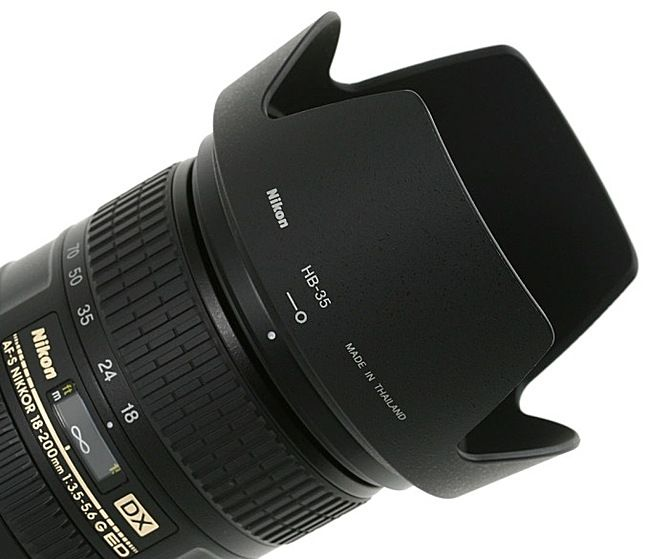 Nikon
HB-35
MADE IN THAILAND
70 50 35 24 18
Nikon
AF-S NIKKOR 18-200mm 1:3.5-5.6 G ED
DX
ft
m
∞